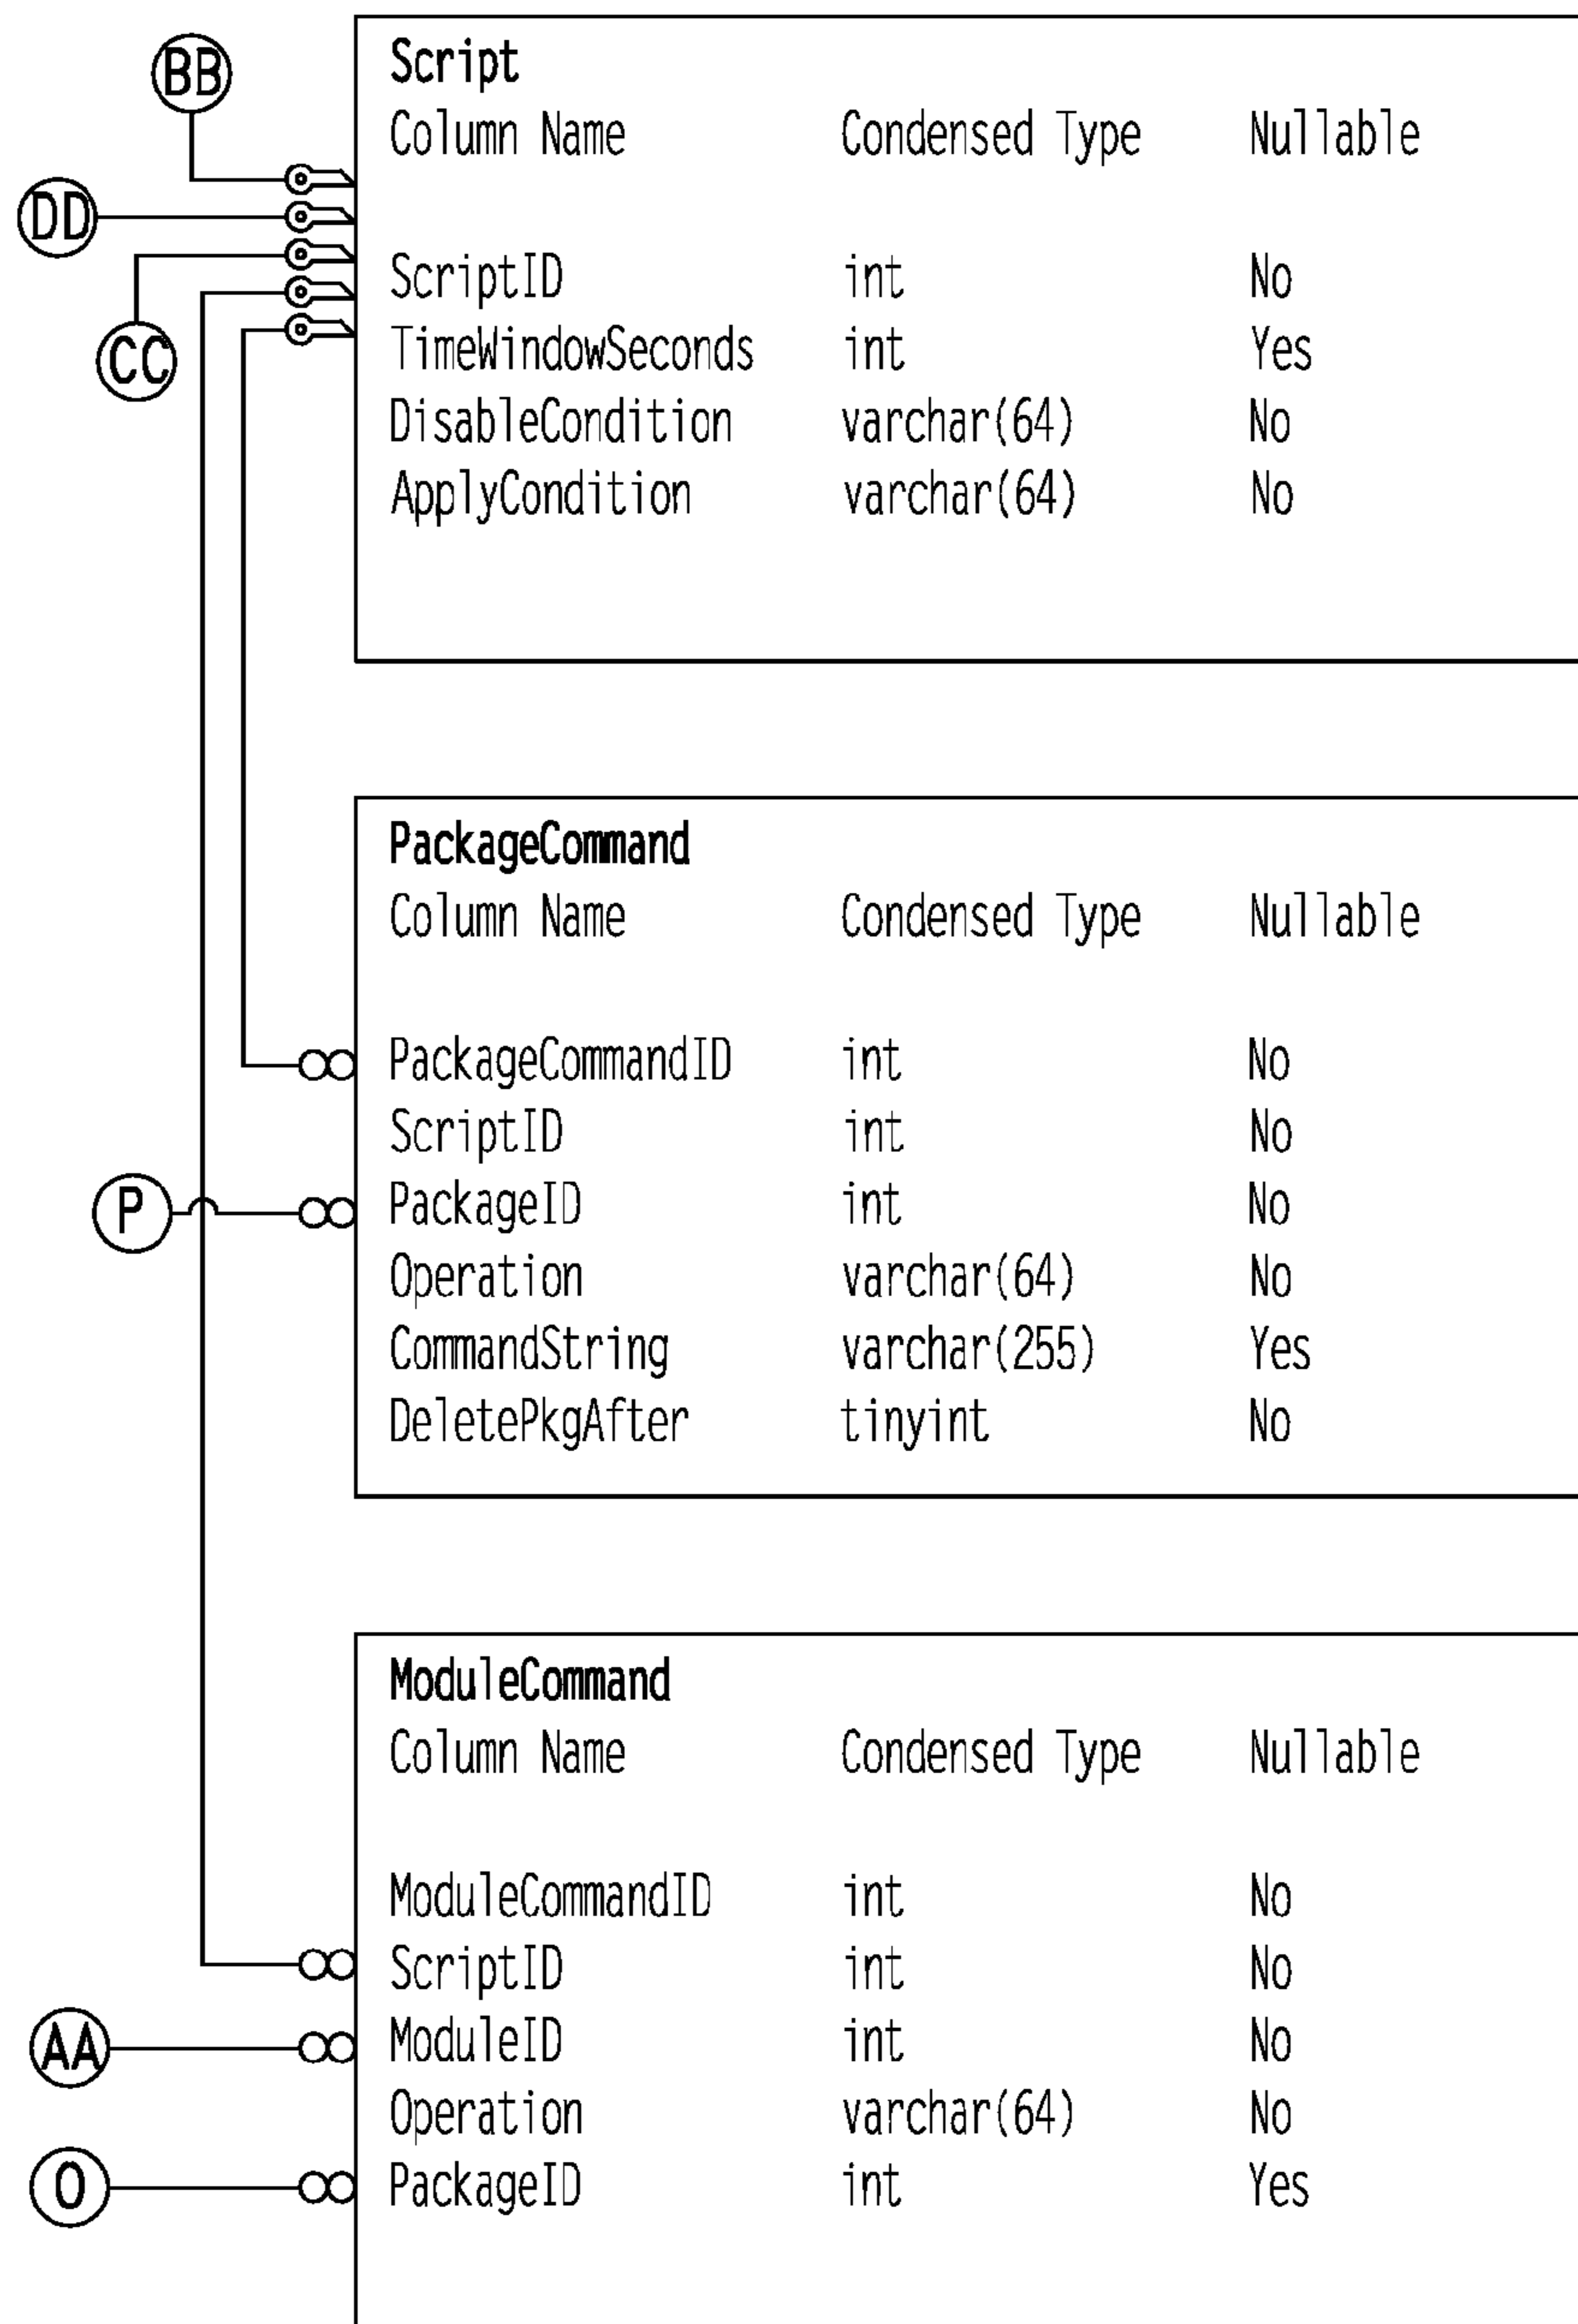 BB
DD
CC
Script
Column Name Condensed Type Nullable
ScriptID int No
TimeWindowSeconds int Yes
DisableCondition varchar(64) No
ApplyCondition varchar(64) No
PackageCommand
Column Name Condensed Type Nullable
PackageCommandID int No
ScriptID int No
P
PackageID int No
Operation varchar(64) No
CommandString varchar(255) Yes
DeletePkgAfter tinyint No
ModuleCommand
Column Name Condensed Type Nullable
ModuleCommandID int No
ScriptID int No
AA
ModuleID int No
Operation varchar(64) No
O
PackageID int Yes